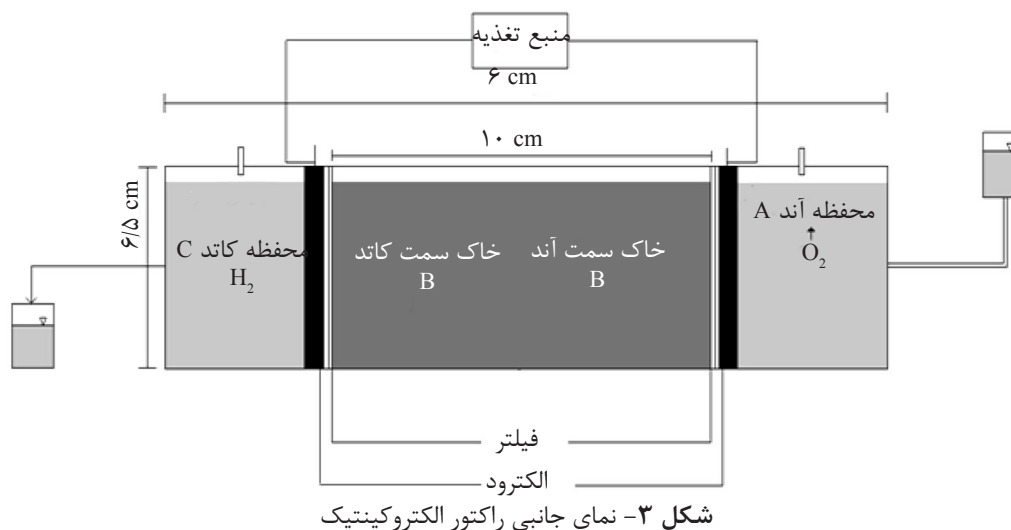 منبع تغذیه
۶ cm
۱۰ cm
۶/۵ cm
محفظه آند A
O₂
خاک سمت آند
B
خاک سمت کاتد
B
محفظه کاتد C
H₂
فیلتر
الکترود
شکل ۳- نمای جانبی راکتور الکتروکینتیک